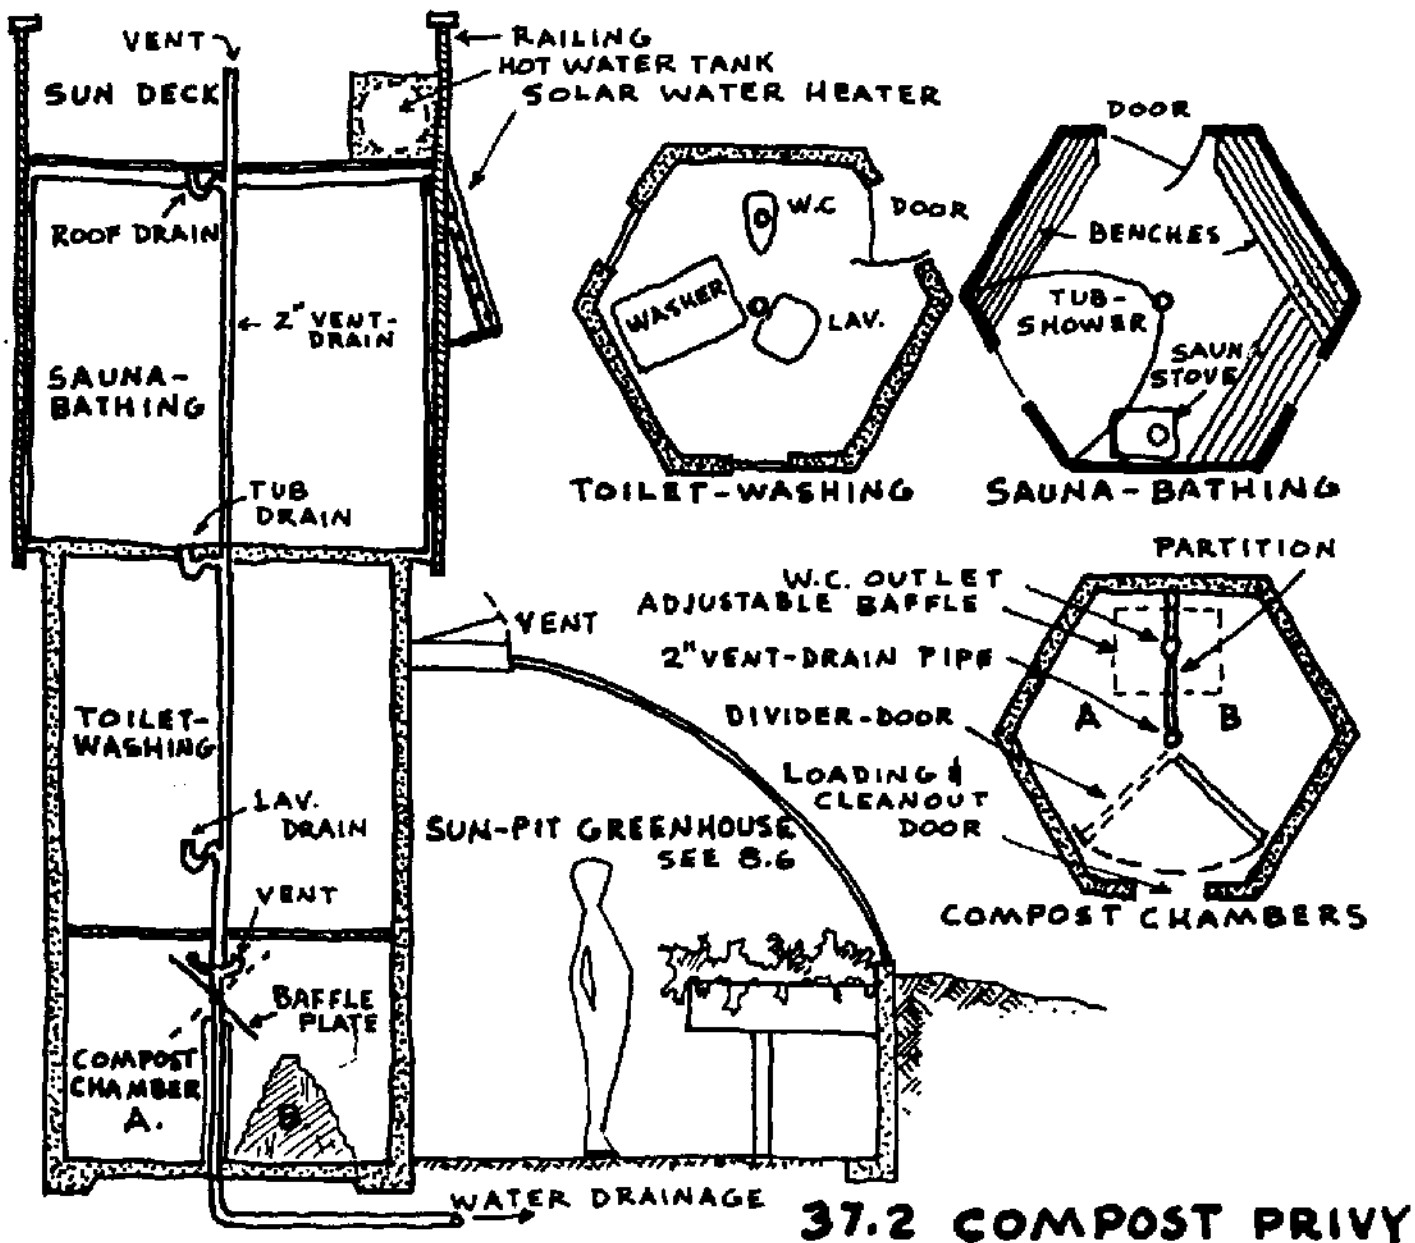 VENT
RAILING
HOT WATER TANK
SUN DECK
SOLAR WATER HEATER
DOOR
W.C
DOOR
ROOF DRAIN
BENCHES
2" VENT-
DRAIN
WASHER
LAV.
TUB-
SHOWER
SAUN
STOVE
SAUNA-
BATHING
TOILET-WASHING
SAUNA-BATHING
TUB
DRAIN
PARTITION
W.C. OUTLET
ADJUSTABLE BAFFLE
VENT
2" VENT-DRAIN PIPE
A
B
DIVIDER-DOOR
TOILET-
WASHING
LOADING &
CLEANOUT
DOOR
LAV.
DRAIN
SUN-PIT GREENHOUSE
SEE 8.6
VENT
COMPOST CHAMBERS
BAFFLE
PLATE
COMPOST
CHAMBER
A.
B
WATER DRAINAGE
37.2 COMPOST PRIVY